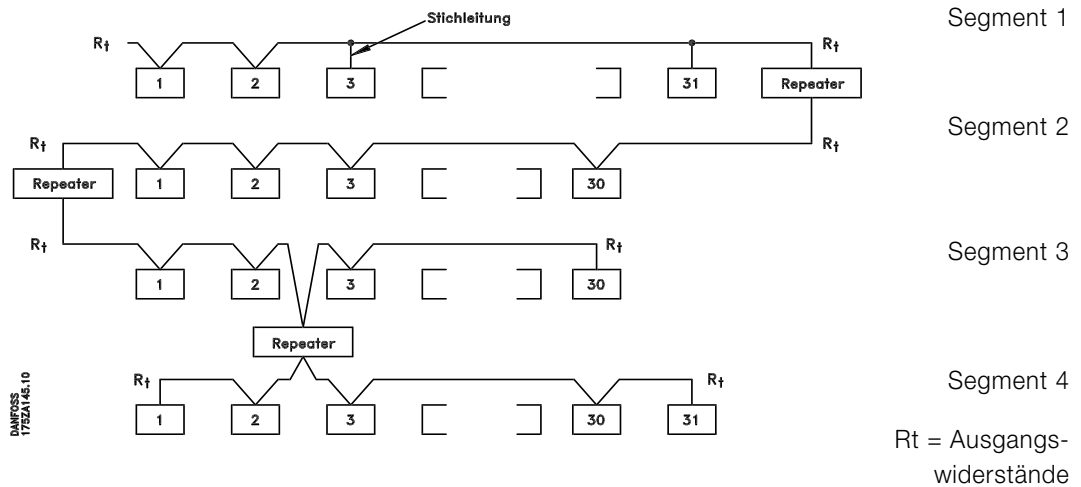 Stichleitung
Segment 1
Rt Rt
1 2 3 31 Repeater
Segment 2
Rt Rt
Repeater 1 2 3 30
Segment 3
Rt Rt
1 2 3 30
Repeater
Segment 4
Rt Rt
1 2 3 30 31
DANFOSS
175ZA145.10
Rt = Ausgangs-
widerstände